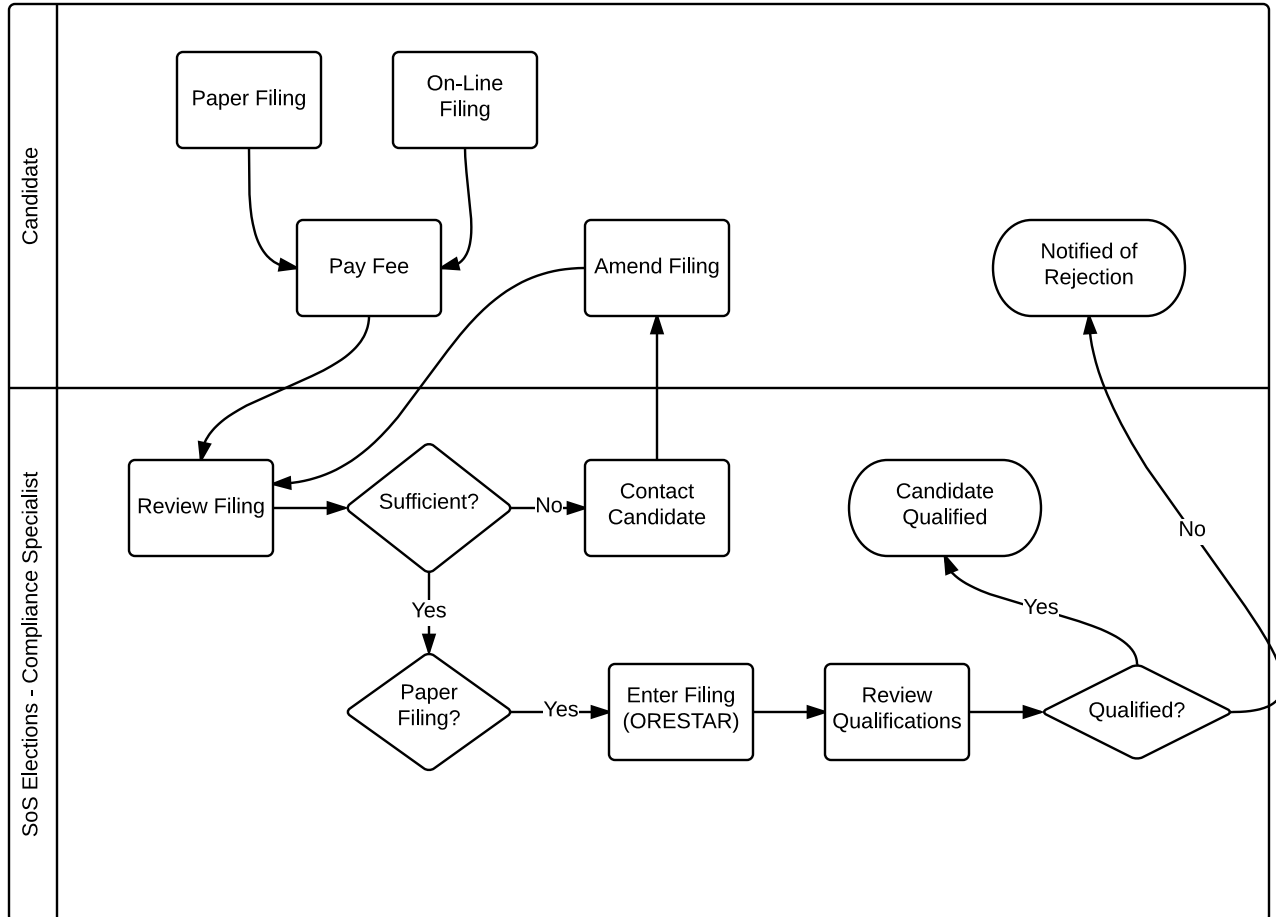 Candidate
Paper Filing
On-Line
Filing
Pay Fee
Amend Filing
Notified of
Rejection
SoS Elections - Compliance Specialist
Review Filing
Sufficient?
No
Contact
Candidate
Candidate
Qualified
No
Yes
Yes
Paper
Filing?
Yes
Enter Filing
(ORESTAR)
Review
Qualifications
Qualified?